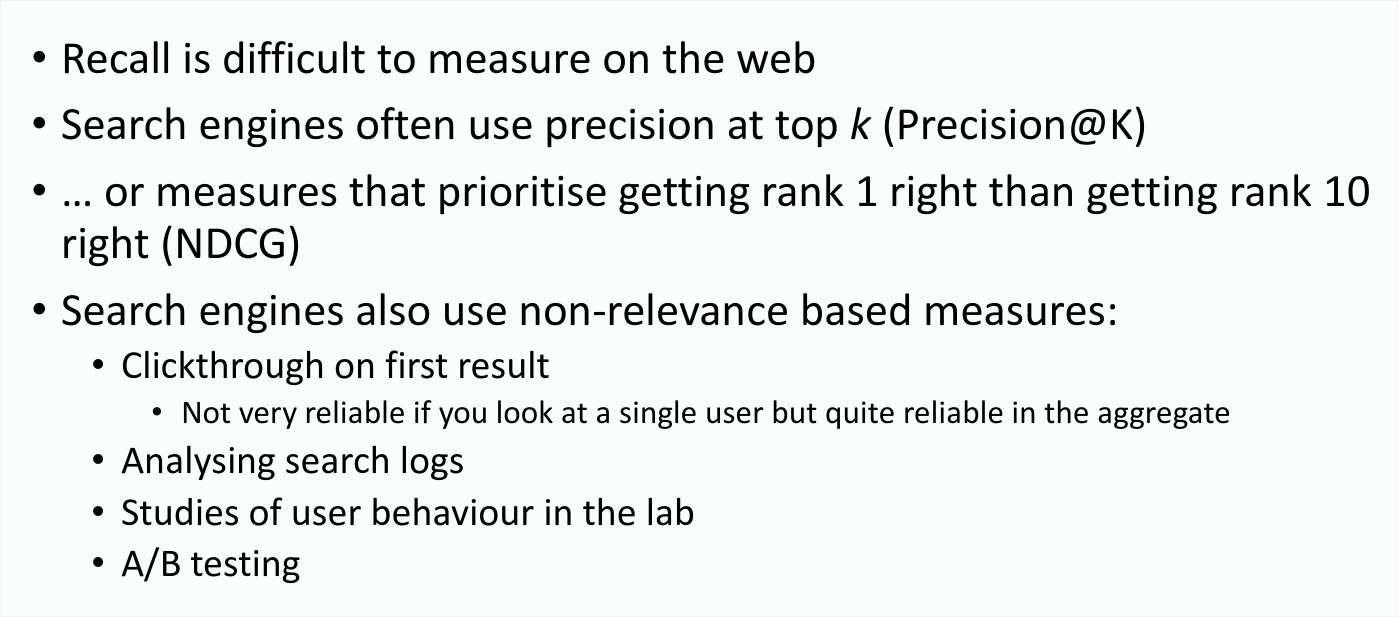 • Recall is difficult to measure on the web
• Search engines often use precision at top k (Precision@K)
• … or measures that prioritise getting rank 1 right than getting rank 10
right (NDCG)
• Search engines also use non-relevance based measures:
• Clickthrough on first result
• Not very reliable if you look at a single user but quite reliable in the aggregate
• Analysing search logs
• Studies of user behaviour in the lab
• A/B testing